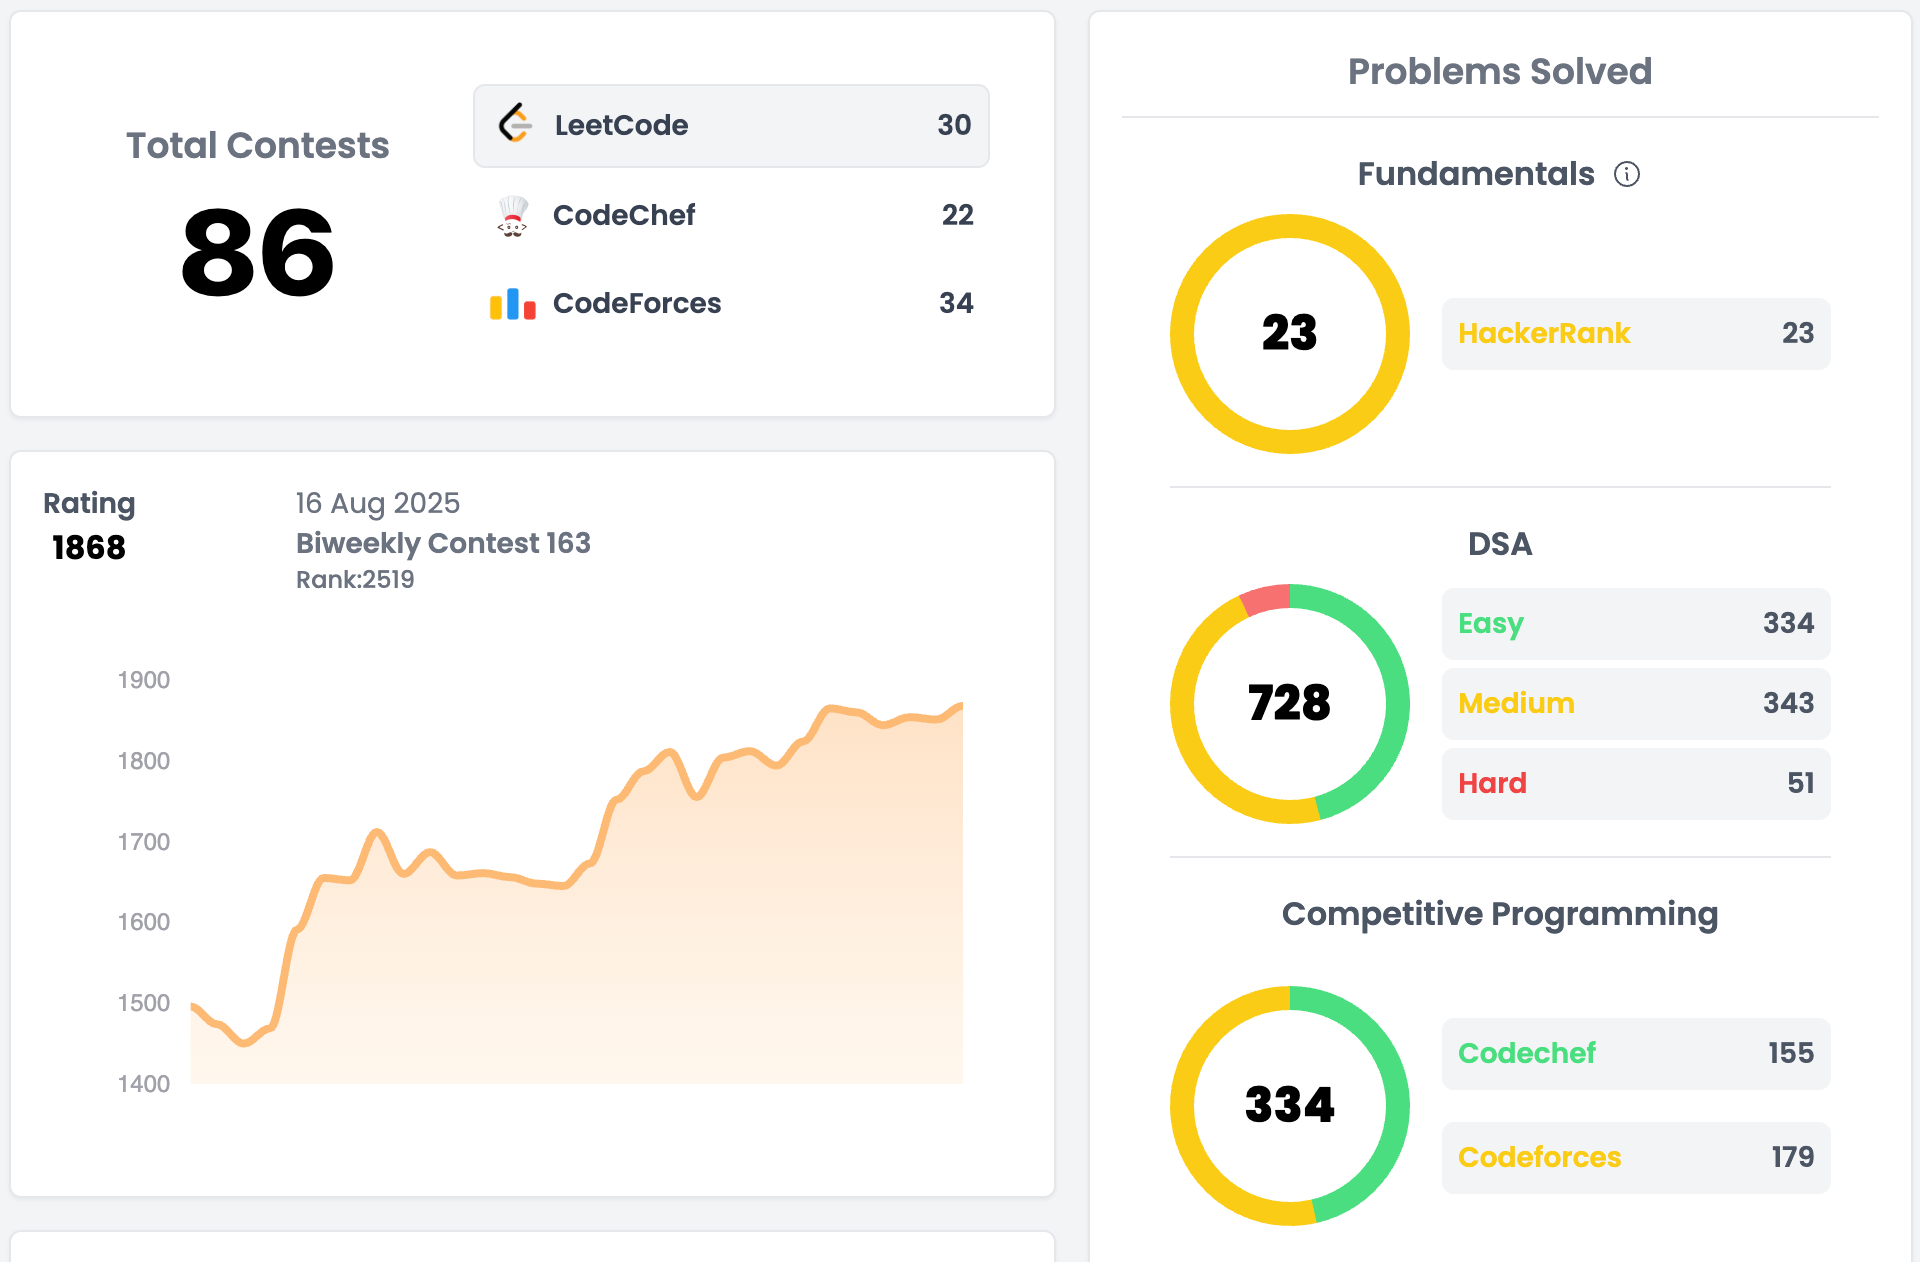 Total Contests
86
LeetCode 30
CodeChef 22
CodeForces 34
Rating
1868
16 Aug 2025
Biweekly Contest 163
Rank:2519
1900
1800
1700
1600
1500
1400
Problems Solved
Fundamentals
23
HackerRank 23
DSA
728
Easy 334
Medium 343
Hard 51
Competitive Programming
334
Codechef 155
Codeforces 179